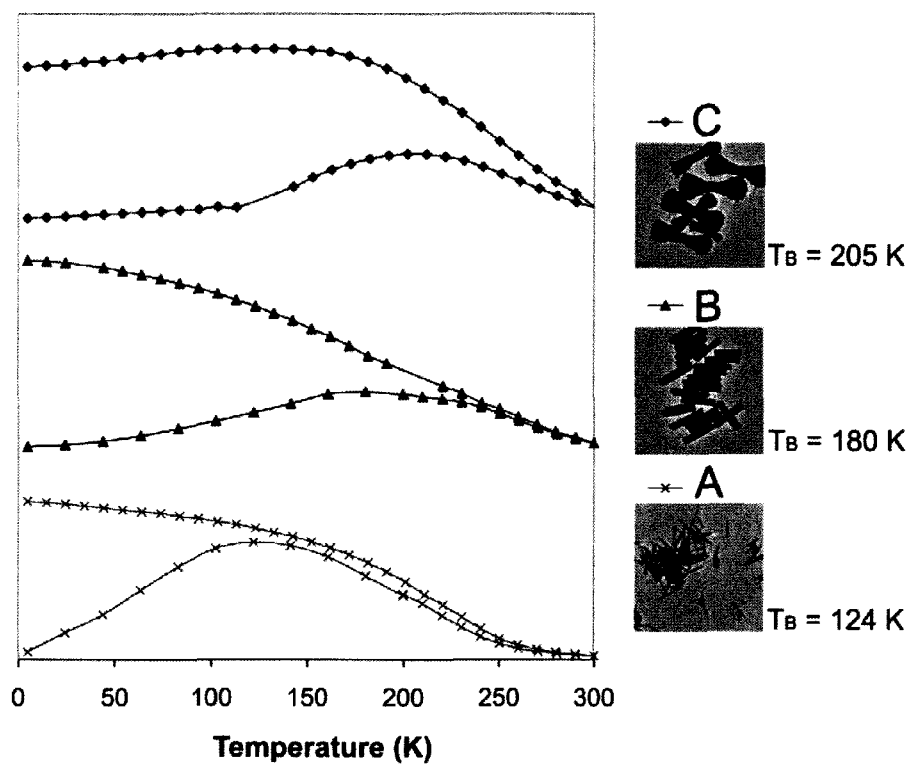 C
TB = 205 K
B
TB = 180 K
A
TB = 124 K
0 50 100 150 200 250 300
Temperature (K)